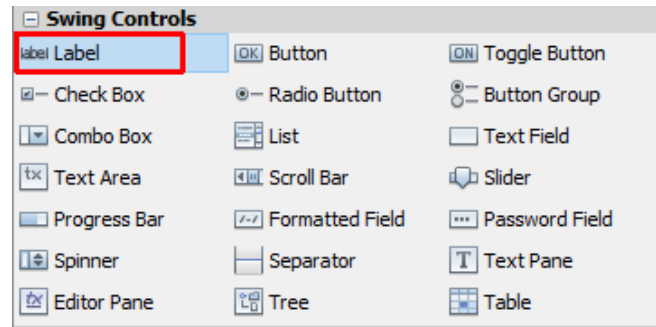 Swing Controls
label Label OK Button ON Toggle Button
Check Box Radio Button Button Group
Combo Box List Text Field
tx Text Area Scroll Bar Slider
Progress Bar Formatted Field Password Field
Spinner Separator T Text Pane
Editor Pane Tree Table